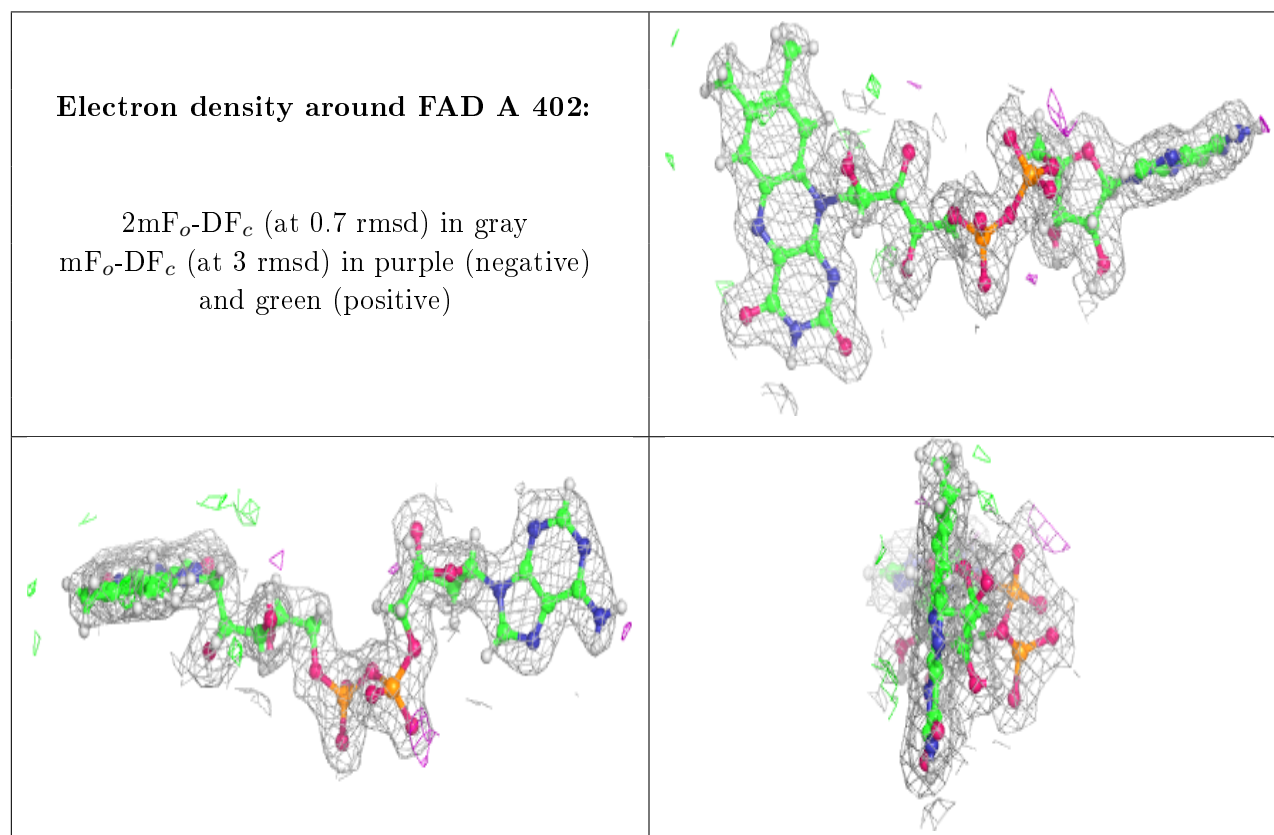 Electron density around FAD A 402:
2mFₒ-DF𝒸 (at 0.7 rmsd) in gray
mFₒ-DF𝒸 (at 3 rmsd) in purple (negative)
and green (positive)